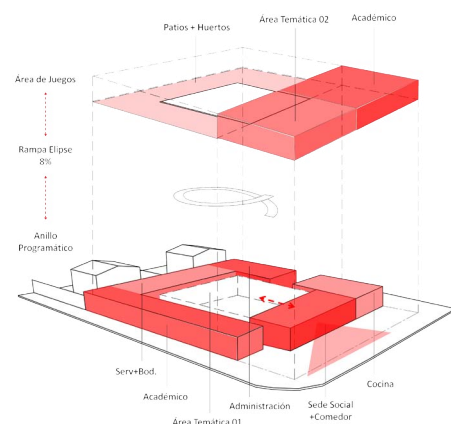 Patios + Huertos
Área Temática 02
Académico
Área de Juegos
Rampa Elipse
8%
Anillo
Programático
Serv+Bod.
Académico
Área Temática 01
Administración
Sede Social
+Comedor
Cocina